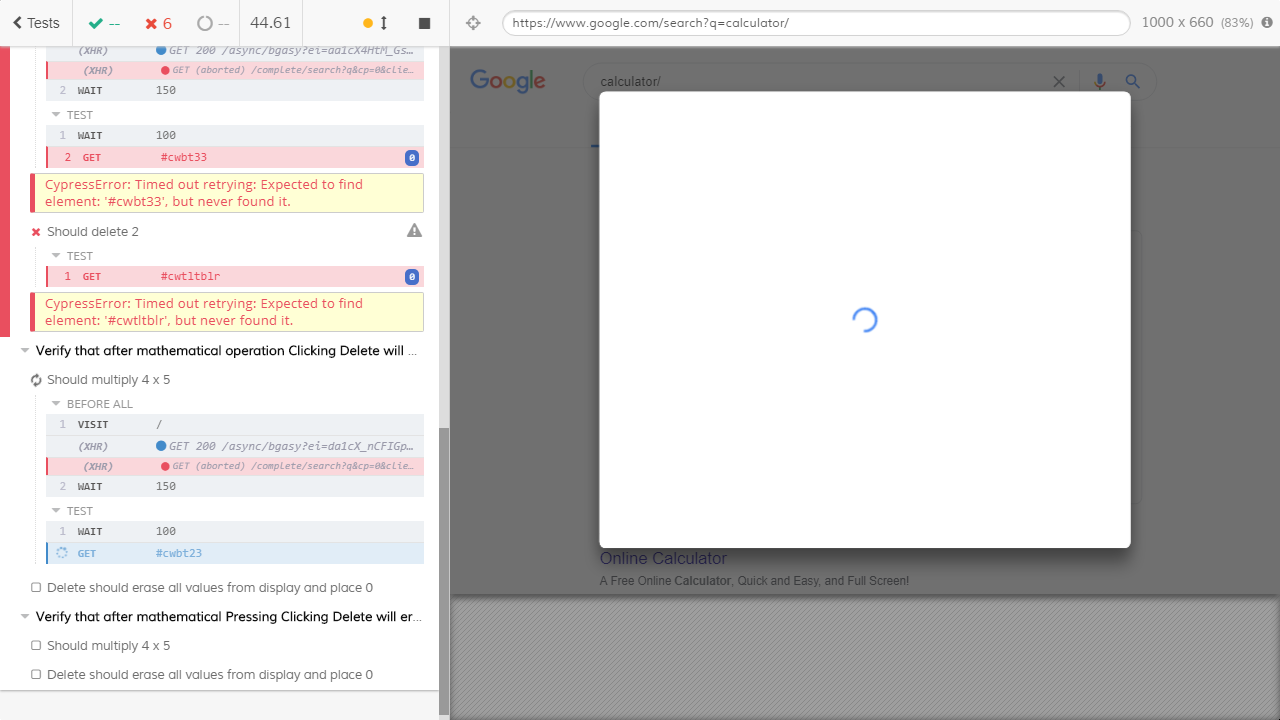 Tests
--
6
--
44.61
https://www.google.com/search?q=calculator/
1000 x 660 (83%)
(XHR) GET 200 /async/bgasy?ei=da1cX4HtM_Gs...
(XHR) GET (aborted) /complete/search?q&cp=0&clie...
2 WAIT 150
TEST
1 WAIT 100
2 GET #cwbt33 0
CypressError: Timed out retrying: Expected to find
element: '#cwbt33', but never found it.
Should delete 2
TEST
1 GET #cwtltblr 0
CypressError: Timed out retrying: Expected to find
element: '#cwtltblr', but never found it.
Verify that after mathematical operation Clicking Delete will ...
Should multiply 4 x 5
BEFORE ALL
1 VISIT /
(XHR) GET 200 /async/bgasy?ei=da1cX_nCFIGp...
(XHR) GET (aborted) /complete/search?q&cp=0&clie...
2 WAIT 150
TEST
1 WAIT 100
GET #cwbt23
Delete should erase all values from display and place 0
Verify that after mathematical Pressing Clicking Delete will er...
Should multiply 4 x 5
Delete should erase all values from display and place 0
Google
calculator/
Online Calculator
A Free Online Calculator, Quick and Easy, and Full Screen!